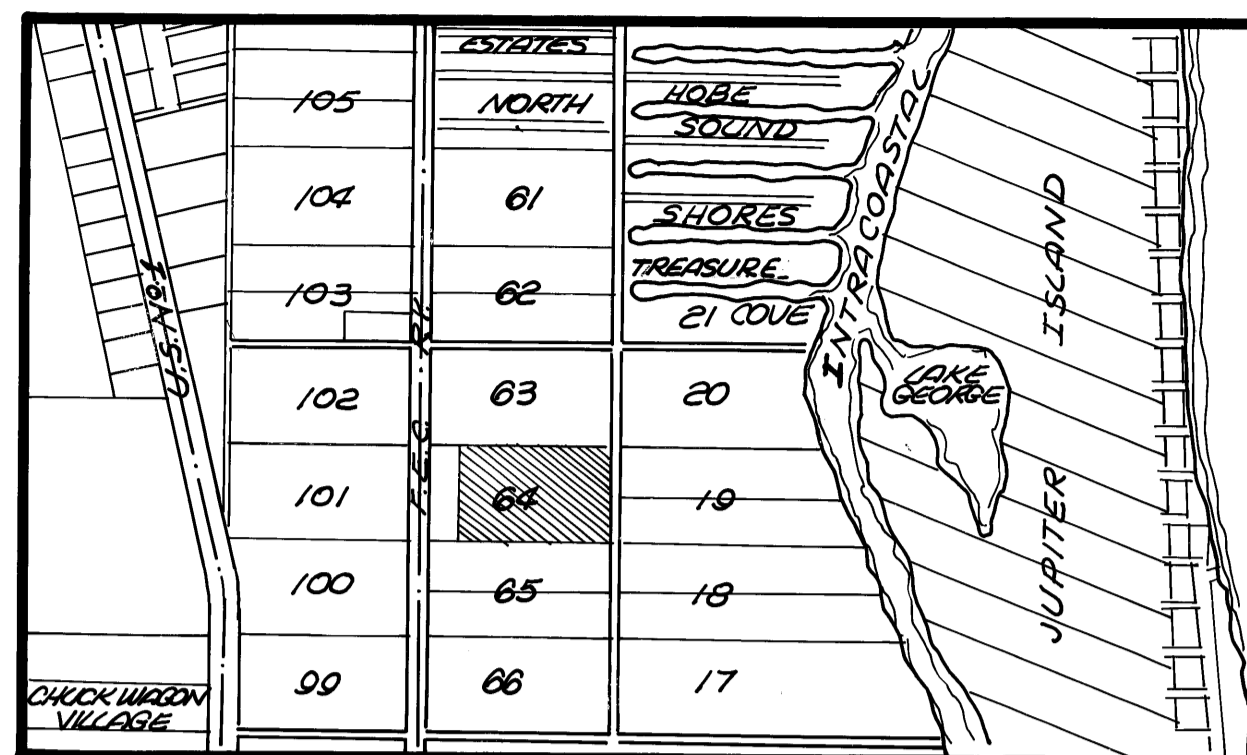 ESTATES
NORTH
HOBE
SOUND
SHORES
TREASURE
21 COVE
105
104
103
102
101
100
99
61
62
63
64
65
66
20
19
18
17
U.S. No. 1
F.E.C. RY.
INTRACOASTAL
LAKE
GEORGE
JUPITER ISLAND
CHUCK WAGON
VILLAGE